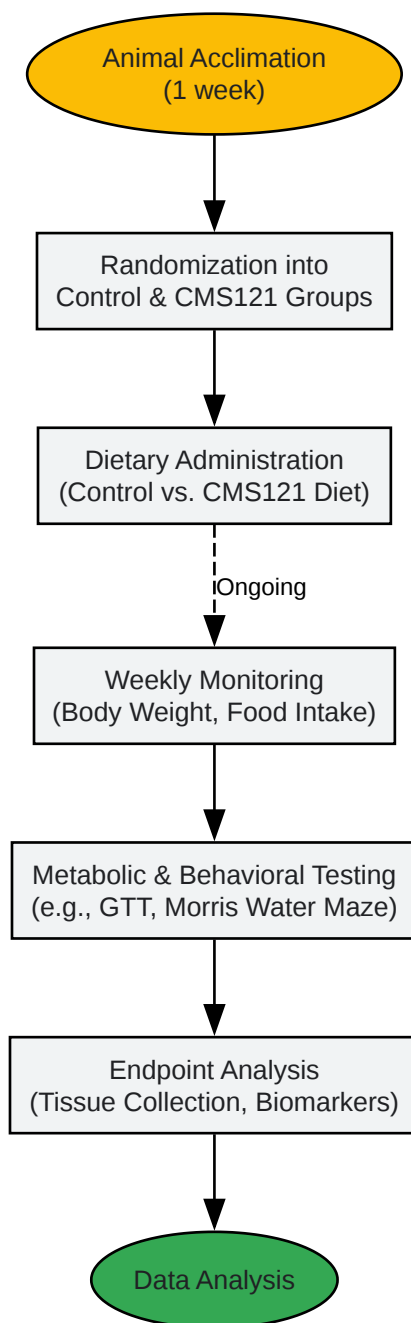 Animal Acclimation
(1 week)
Randomization into
Control & CMS121 Groups
Dietary Administration
(Control vs. CMS121 Diet)
Ongoing
Weekly Monitoring
(Body Weight, Food Intake)
Metabolic & Behavioral Testing
(e.g., GTT, Morris Water Maze)
Endpoint Analysis
(Tissue Collection, Biomarkers)
Data Analysis